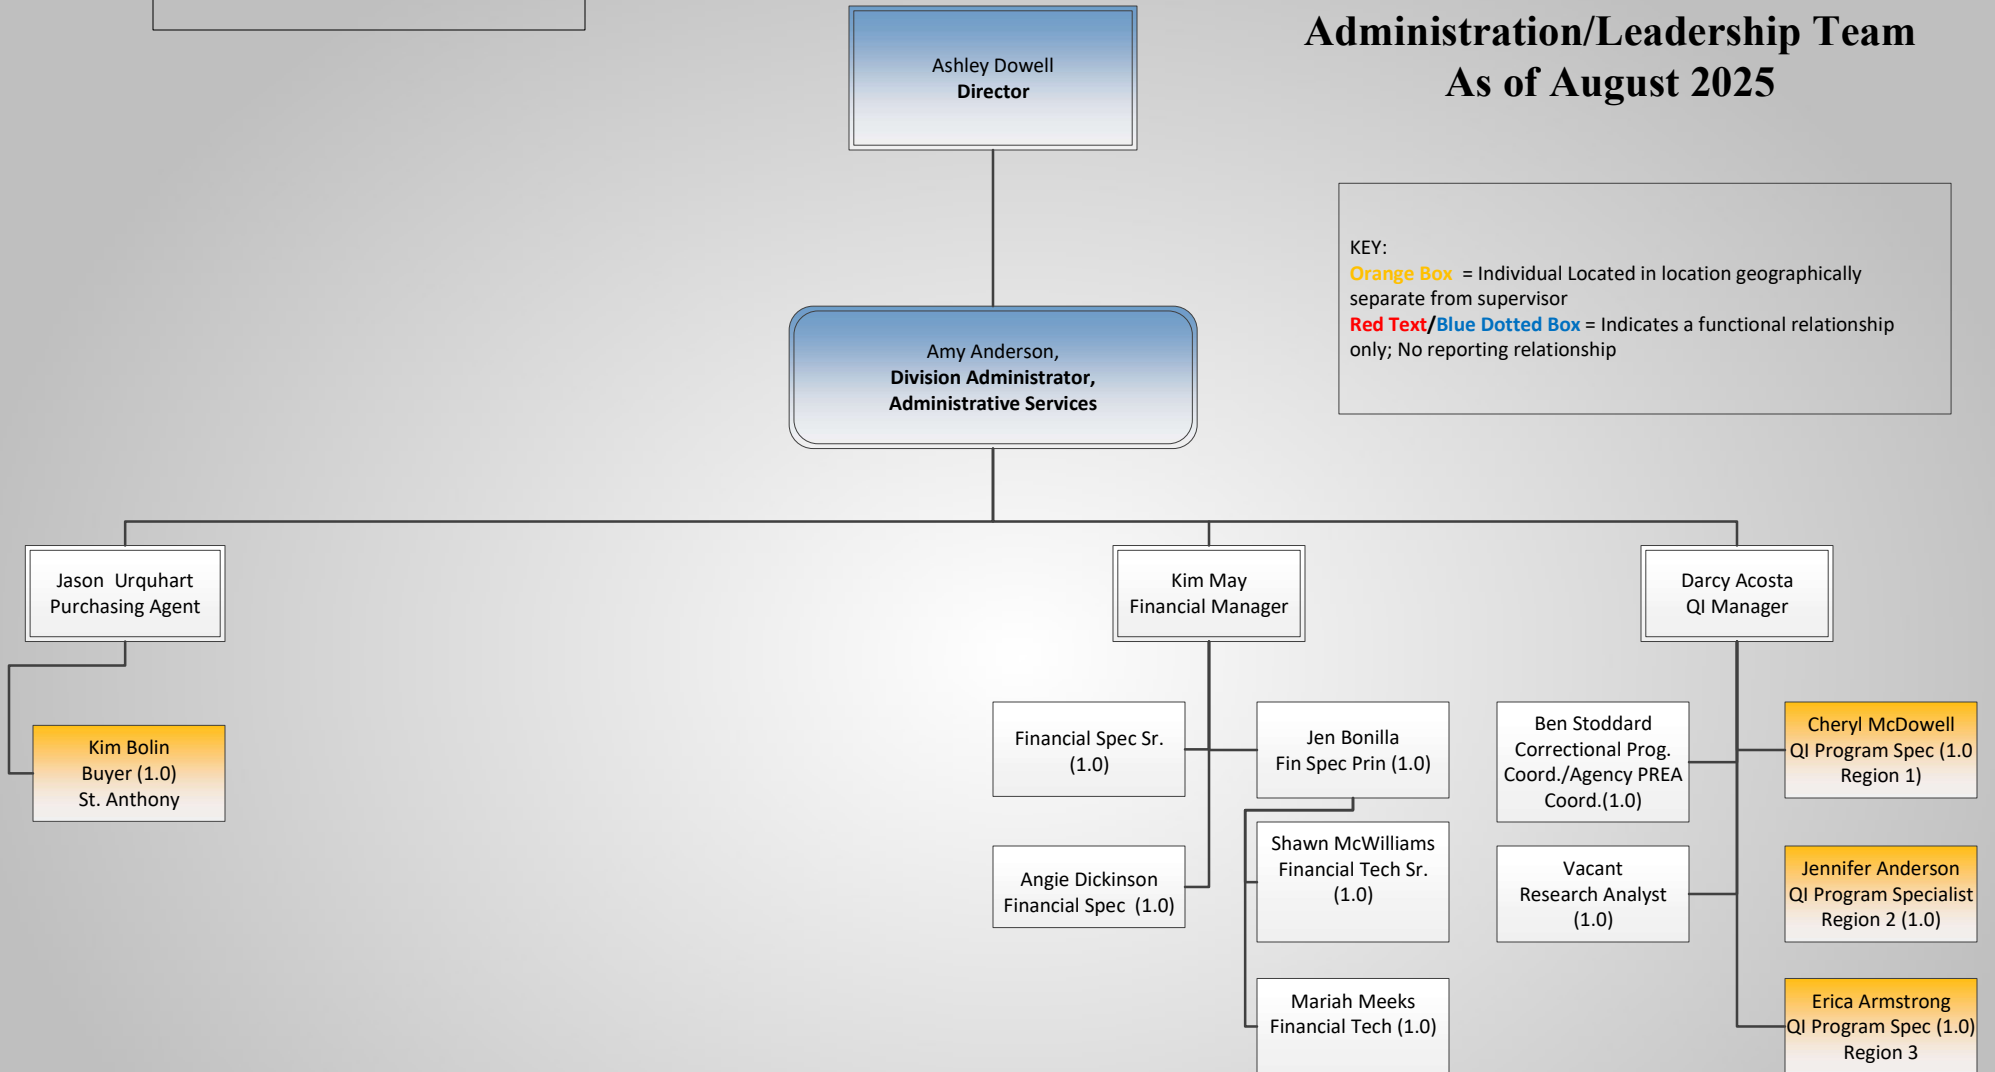 Administration/Leadership Team
As of August 2025
Ashley Dowell
Director
KEY:
Orange Box = Individual Located in location geographically
separate from supervisor
Red Text/Blue Dotted Box = Indicates a functional relationship
only; No reporting relationship
Amy Anderson,
Division Administrator,
Administrative Services
Jason Urquhart
Purchasing Agent
Kim May
Financial Manager
Darcy Acosta
QI Manager
Kim Bolin
Buyer (1.0)
St. Anthony
Financial Spec Sr.
(1.0)
Jen Bonilla
Fin Spec Prin (1.0)
Angie Dickinson
Financial Spec (1.0)
Shawn McWilliams
Financial Tech Sr.
(1.0)
Mariah Meeks
Financial Tech (1.0)
Ben Stoddard
Correctional Prog.
Coord./Agency PREA
Coord.(1.0)
Cheryl McDowell
QI Program Spec (1.0
Region 1)
Vacant
Research Analyst
(1.0)
Jennifer Anderson
QI Program Specialist
Region 2 (1.0)
Erica Armstrong
QI Program Spec (1.0)
Region 3